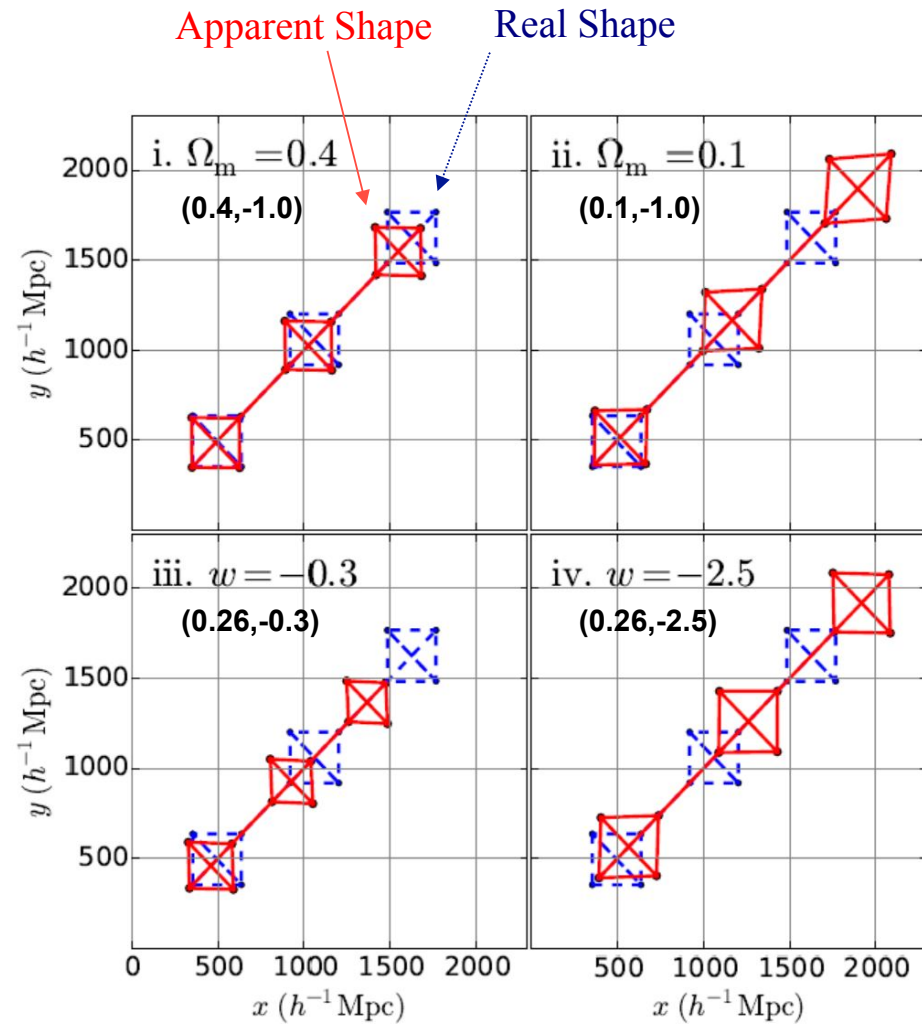 Apparent Shape
Real Shape
i. Ωm =0.4
(0.4,-1.0)
ii. Ωm =0.1
(0.1,-1.0)
2000
1500
1000
500
y (h⁻¹ Mpc)
iii. w=−0.3
(0.26,-0.3)
iv. w=−2.5
(0.26,-2.5)
2000
1500
1000
500
y (h⁻¹ Mpc)
0 500 1000 1500 2000
500 1000 1500 2000
x (h⁻¹ Mpc)
x (h⁻¹ Mpc)